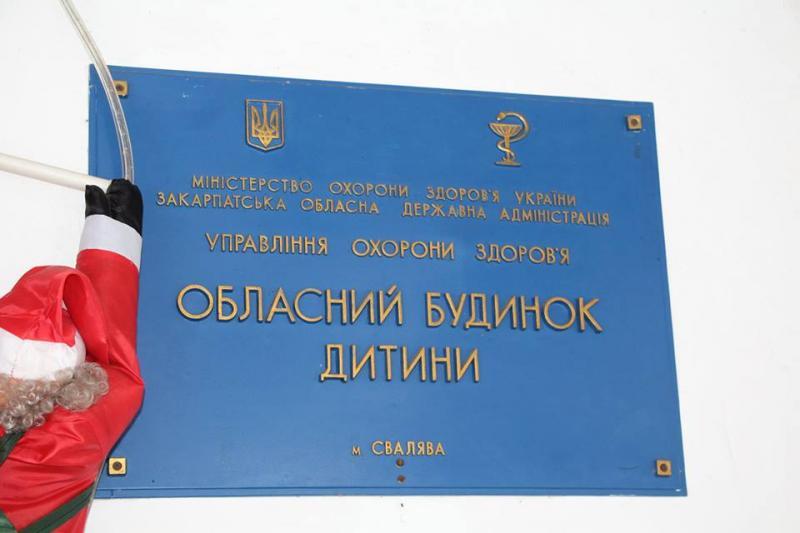 МІНІСТЕРСТВО ОХОРОНИ ЗДОРОВ'Я УКРАЇНИ
ЗАКАРПАТСЬКА ОБЛАСНА ДЕРЖАВНА АДМІНІСТРАЦІЯ
УПРАВЛІННЯ ОХОРОНИ ЗДОРОВ'Я
ОБЛАСНИЙ БУДИНОК
ДИТИНИ
м СВАЛЯВА